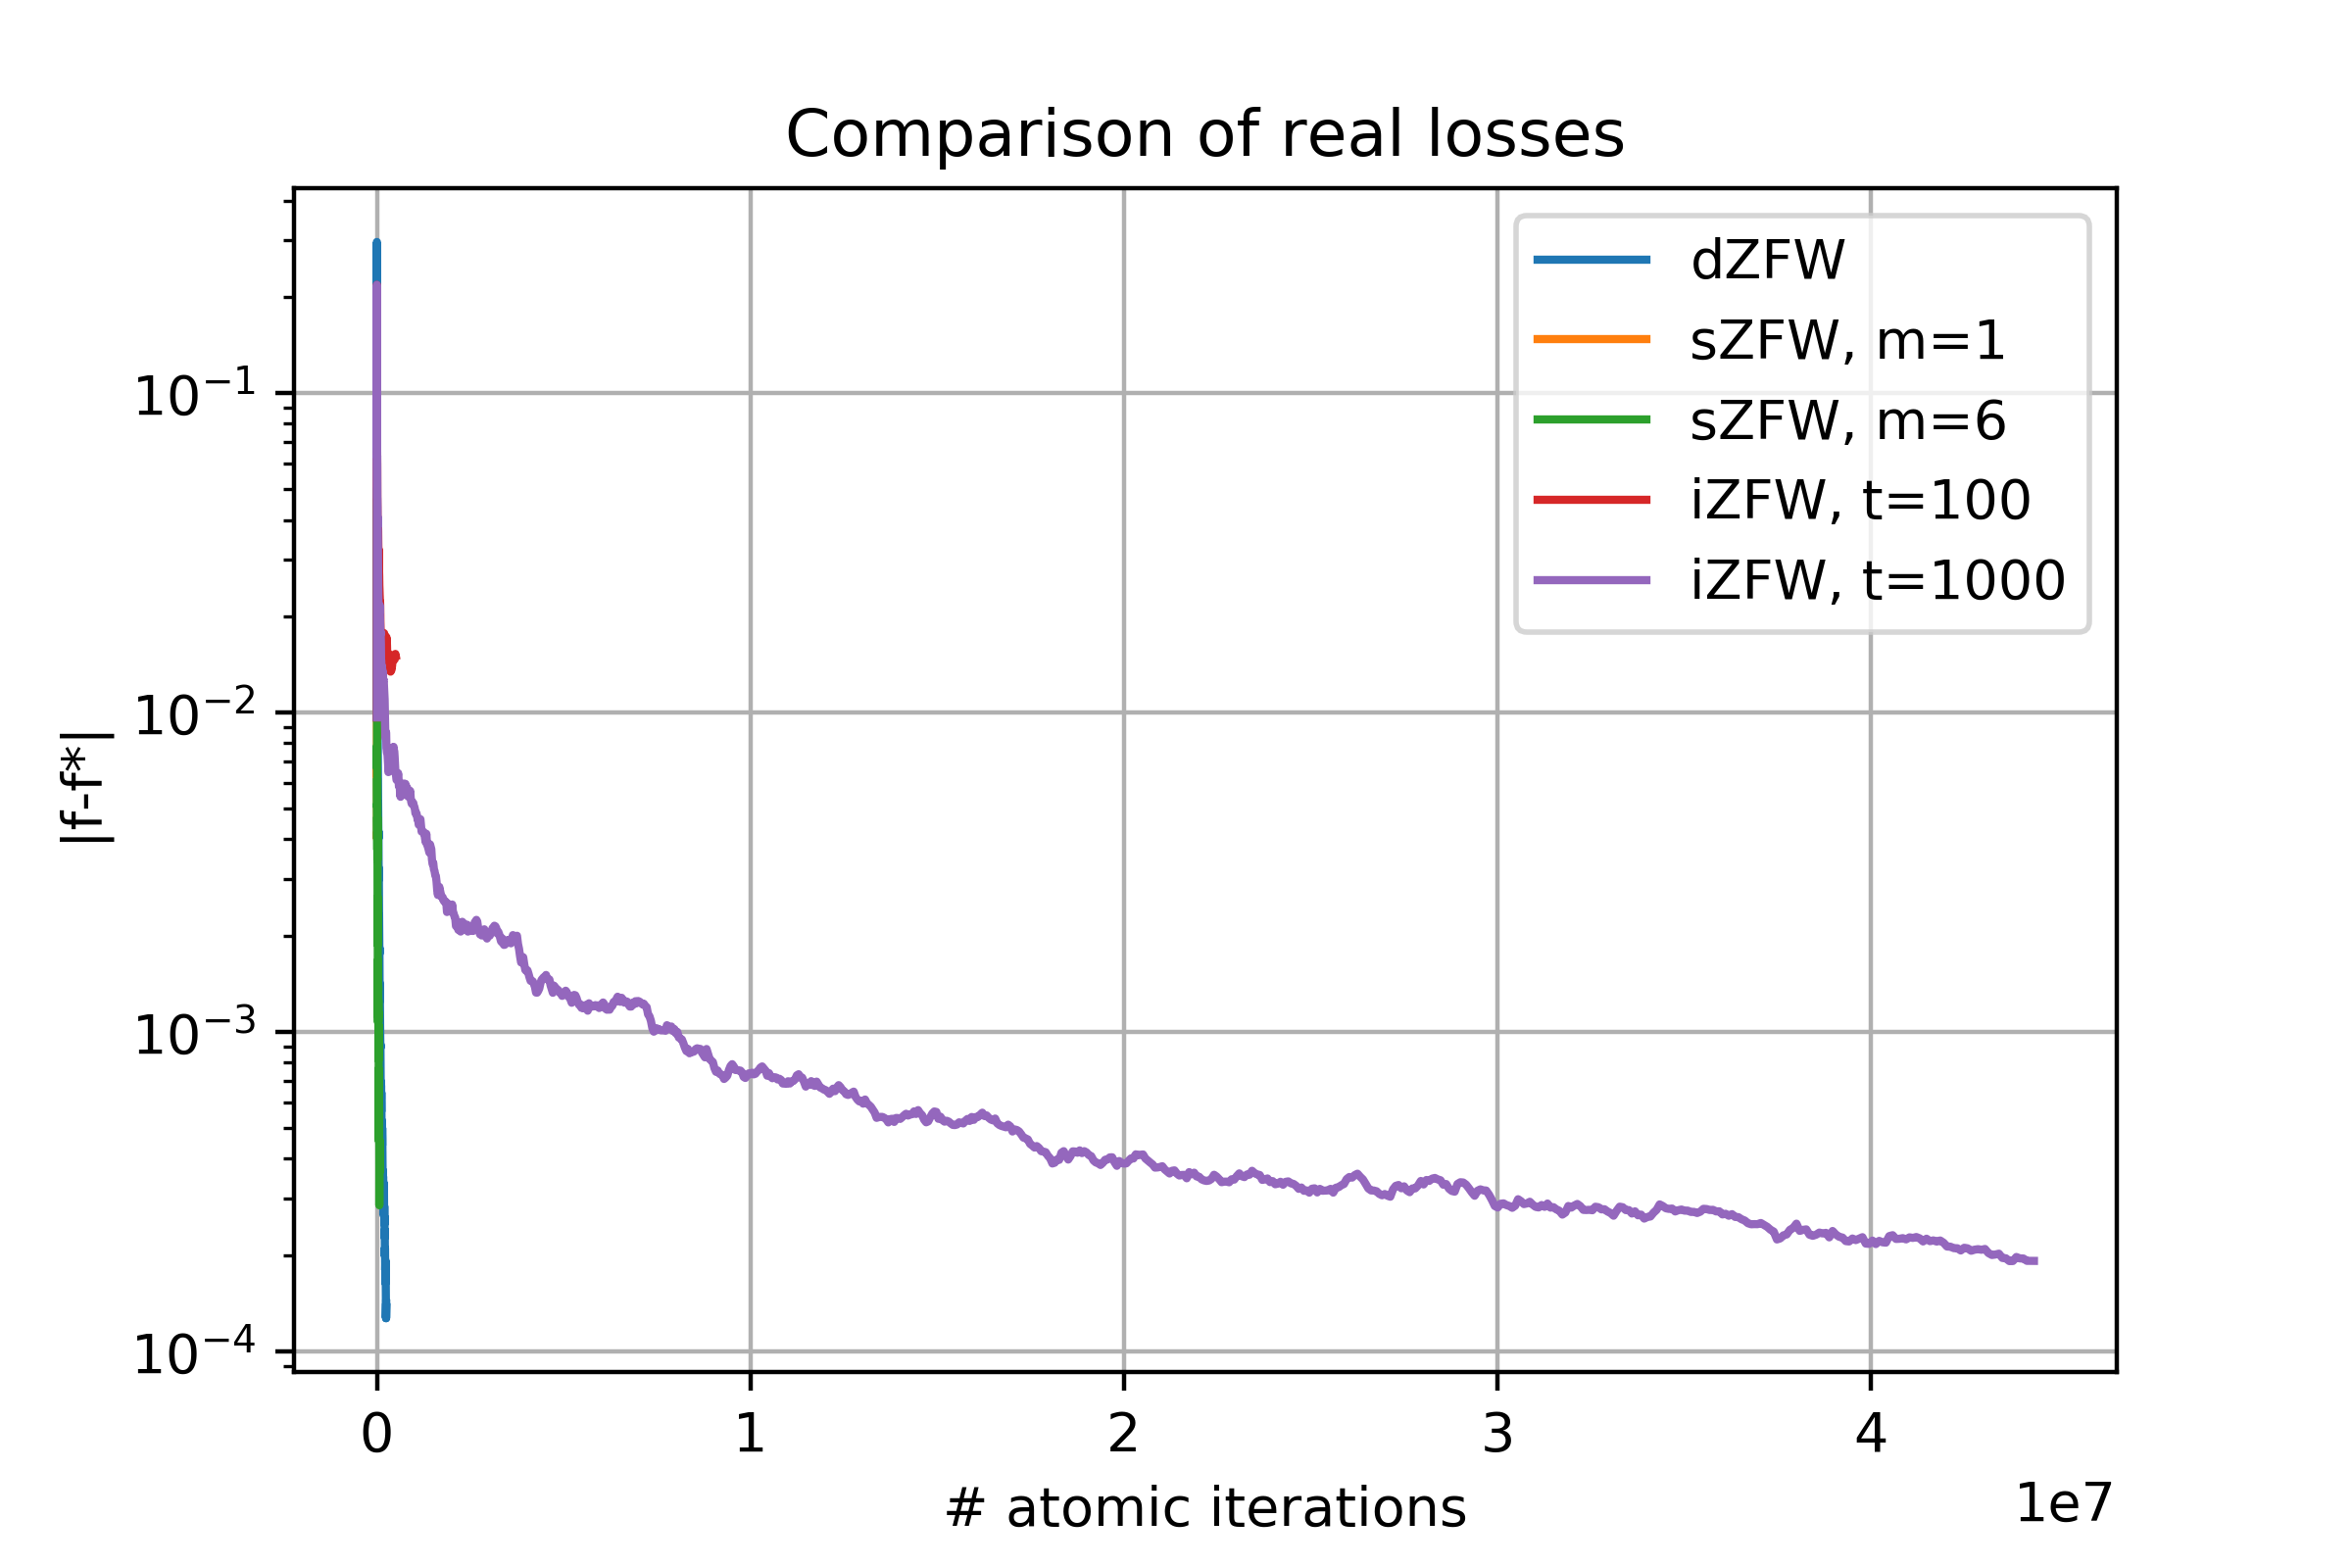 Comparison of real losses
dZFW
sZFW, m=1
sZFW, m=6
iZFW, t=100
iZFW, t=1000
10⁻¹
10⁻²
10⁻³
10⁻⁴
|f-f*|
0 1 2 3 4
1e7
# atomic iterations